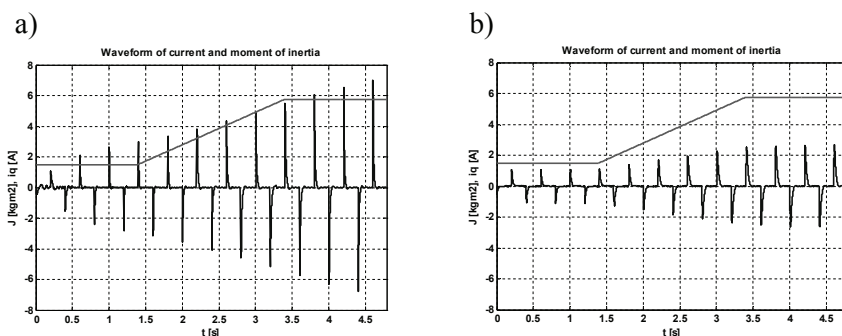 a)
Waveform of current and moment of inertia
8
6
4
2
0
-2
-4
-6
-8
J [kgm2], iq [A]
0 0.5 1 1.5 2 2.5 3 3.5 4 4.5
t [s]
b)
Waveform of current and moment of inertia
8
6
4
2
0
-2
-4
-6
-8
J [kgm2], iq [A]
0 0.5 1 1.5 2 2.5 3 3.5 4 4.5
t [s]